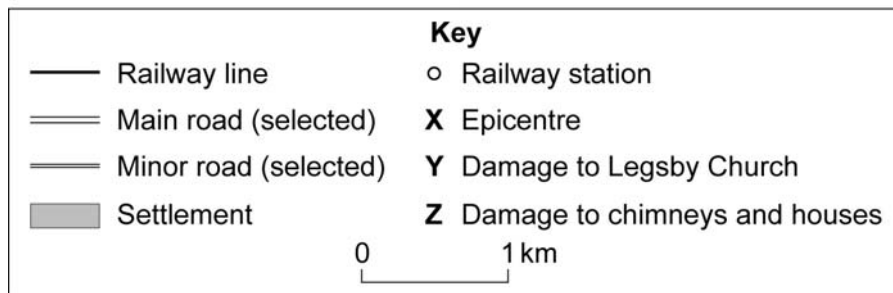 Key
Railway line
Railway station
Main road (selected)
X Epicentre
Minor road (selected)
Y Damage to Legsby Church
Settlement
Z Damage to chimneys and houses
0 1 km